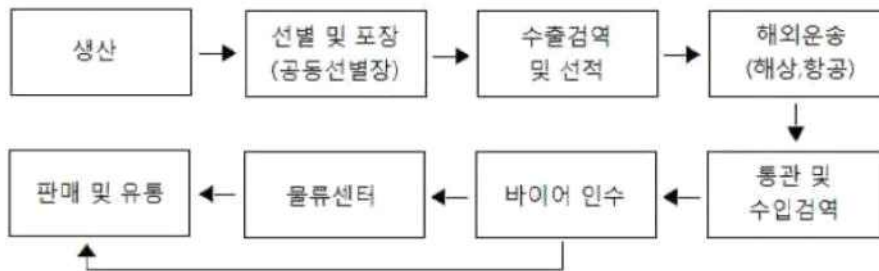 생산
선별 및 포장
(공동선별장)
수출검역
및 선적
해외운송
(해상,항공)
통관 및
수입검역
바이어 인수
물류센터
판매 및 유통